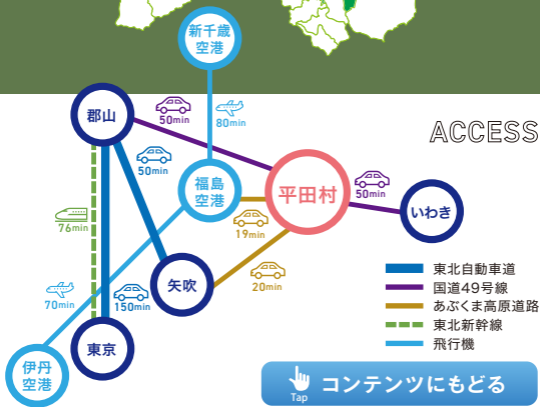 新千歳
空港
郡山
50min
80min
ACCESS
50min
福島
空港
平田村
50min
いわき
19min
76min
矢吹
20min
70min
150min
東京
伊丹
空港
東北自動車道
国道49号線
あぶくま高原道路
東北新幹線
飛行機
Tap
コンテンツにもどる